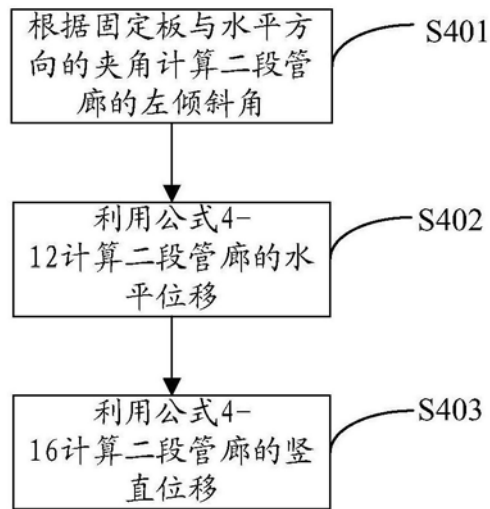 根据固定板与水平方
向的夹角计算二段管
廊的左倾斜角
S401
利用公式4-
12计算二段管廊的水
平位移
S402
利用公式4-
16计算二段管廊的竖
直位移
S403